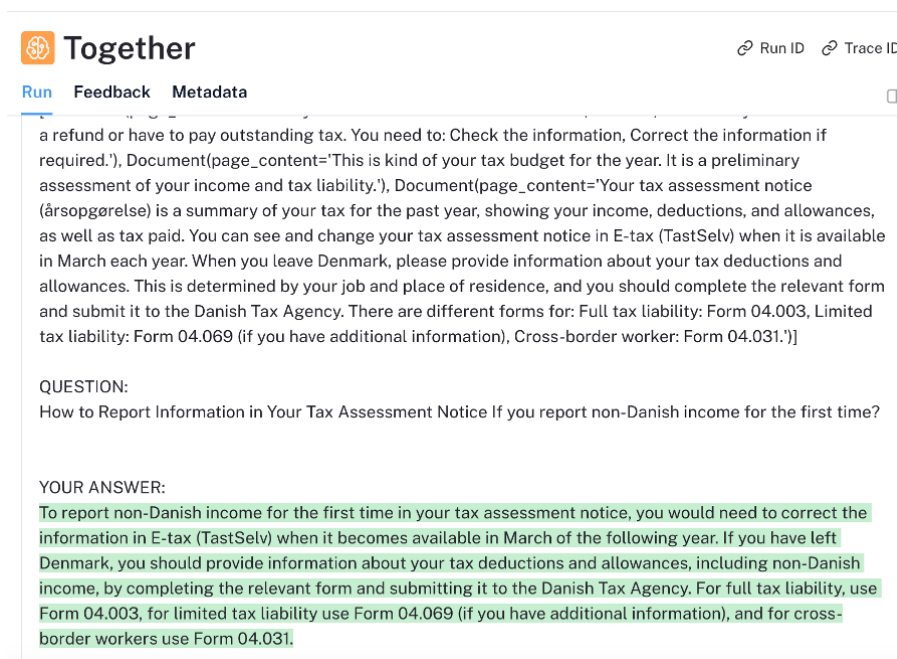 Together
Run ID
Trace ID
Run Feedback Metadata
a refund or have to pay outstanding tax. You need to: Check the information, Correct the information if
required.'), Document(page_content='This is kind of your tax budget for the year. It is a preliminary
assessment of your income and tax liability.'), Document(page_content='Your tax assessment notice
(årsopgørelse) is a summary of your tax for the past year, showing your income, deductions, and allowances,
as well as tax paid. You can see and change your tax assessment notice in E-tax (TastSelv) when it is available
in March each year. When you leave Denmark, please provide information about your tax deductions and
allowances. This is determined by your job and place of residence, and you should complete the relevant form
and submit it to the Danish Tax Agency. There are different forms for: Full tax liability: Form 04.003, Limited
tax liability: Form 04.069 (if you have additional information), Cross-border worker: Form 04.031.')]
QUESTION:
How to Report Information in Your Tax Assessment Notice If you report non-Danish income for the first time?
YOUR ANSWER:
To report non-Danish income for the first time in your tax assessment notice, you would need to correct the
information in E-tax (TastSelv) when it becomes available in March of the following year. If you have left
Denmark, you should provide information about your tax deductions and allowances, including non-Danish
income, by completing the relevant form and submitting it to the Danish Tax Agency. For full tax liability, use
Form 04.003, for limited tax liability use Form 04.069 (if you have additional information), and for cross-
border workers use Form 04.031.